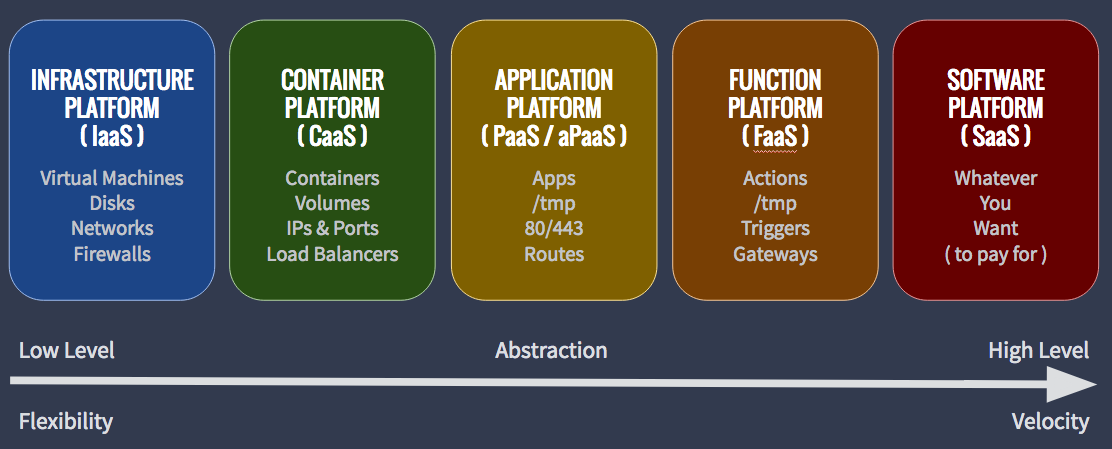 INFRASTRUCTURE
PLATFORM
( IaaS )
Virtual Machines
Disks
Networks
Firewalls
CONTAINER
PLATFORM
( CaaS )
Containers
Volumes
IPs & Ports
Load Balancers
APPLICATION
PLATFORM
( PaaS / aPaaS )
Apps
/tmp
80/443
Routes
FUNCTION
PLATFORM
( FaaS )
Actions
/tmp
Triggers
Gateways
SOFTWARE
PLATFORM
( SaaS )
Whatever
You
Want
( to pay for )
Low Level
Abstraction
High Level
Flexibility
Velocity